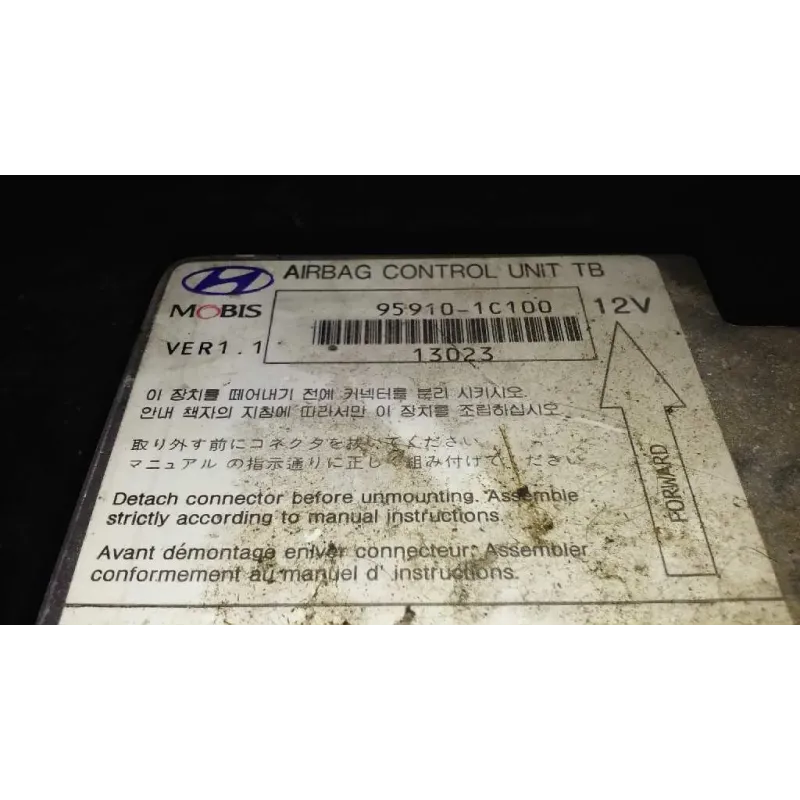 AIRBAG CONTROL UNIT TB
MOBIS
95910-1C100
12V
VER1.1
13023
이 장치를 떼어내기 전에 커넥터를 분리 시키시오.
안내 책자의 지침에 따라서만 이 장치를 조립하십시오
取り外す前にコネクタを抜いてください.
マニュアル の指示通りに正しく組み付けてください
Detach connector before unmounting. Assemble
strictly according to manual instructions.
Avant démontage enlver connecteur. Assembler
conformement au manuel d' instructions.
FORWARD